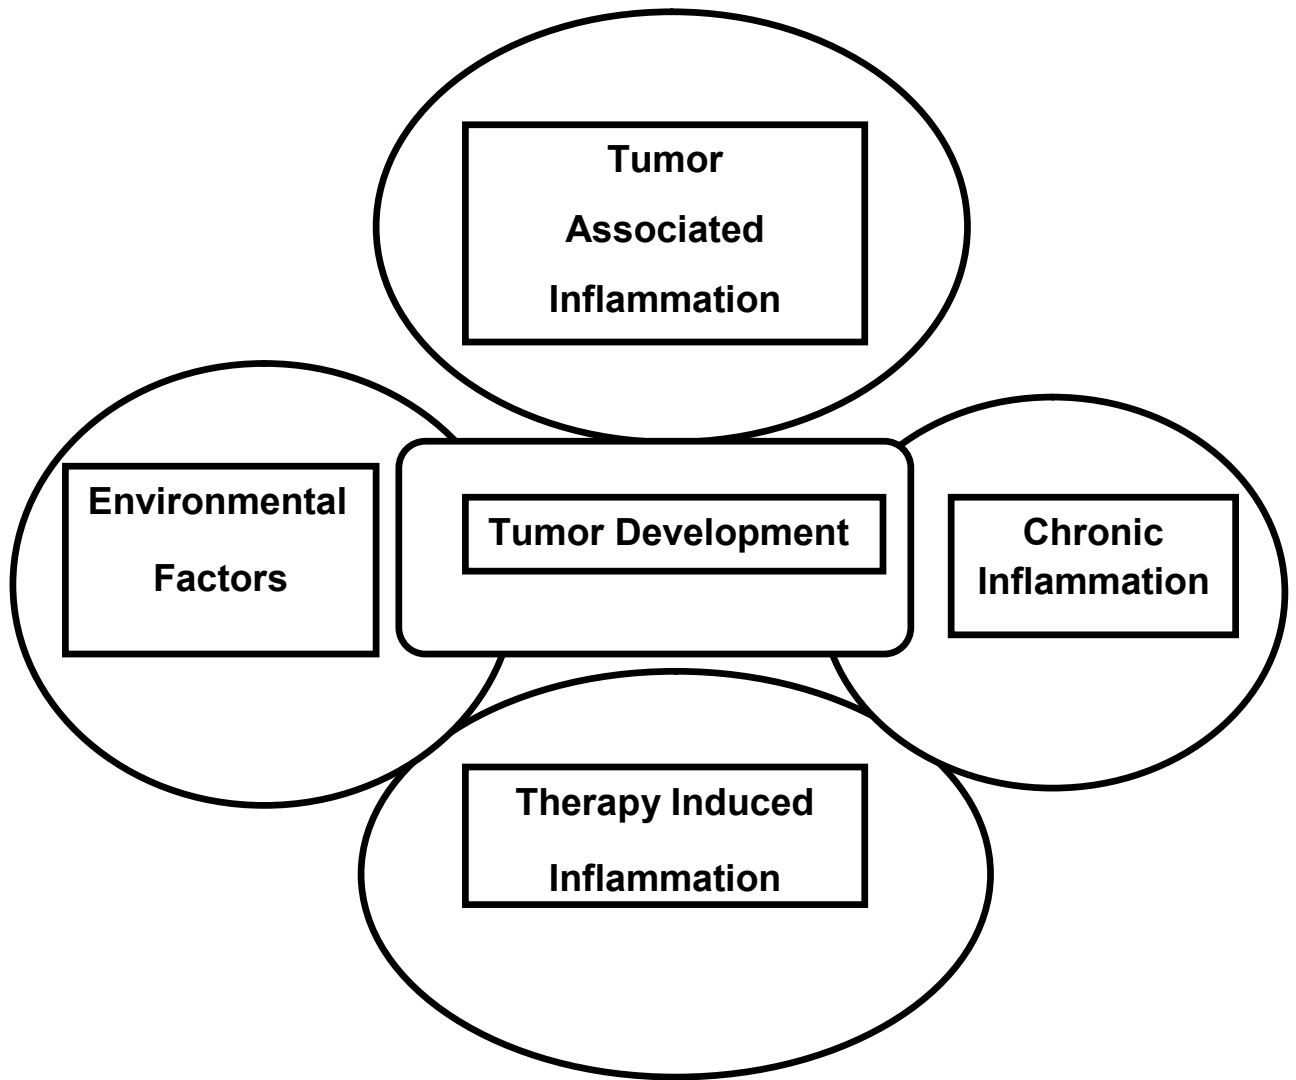 Tumor
Associated
Inflammation
Environmental
Factors
Tumor Development
Chronic
Inflammation
Therapy Induced
Inflammation